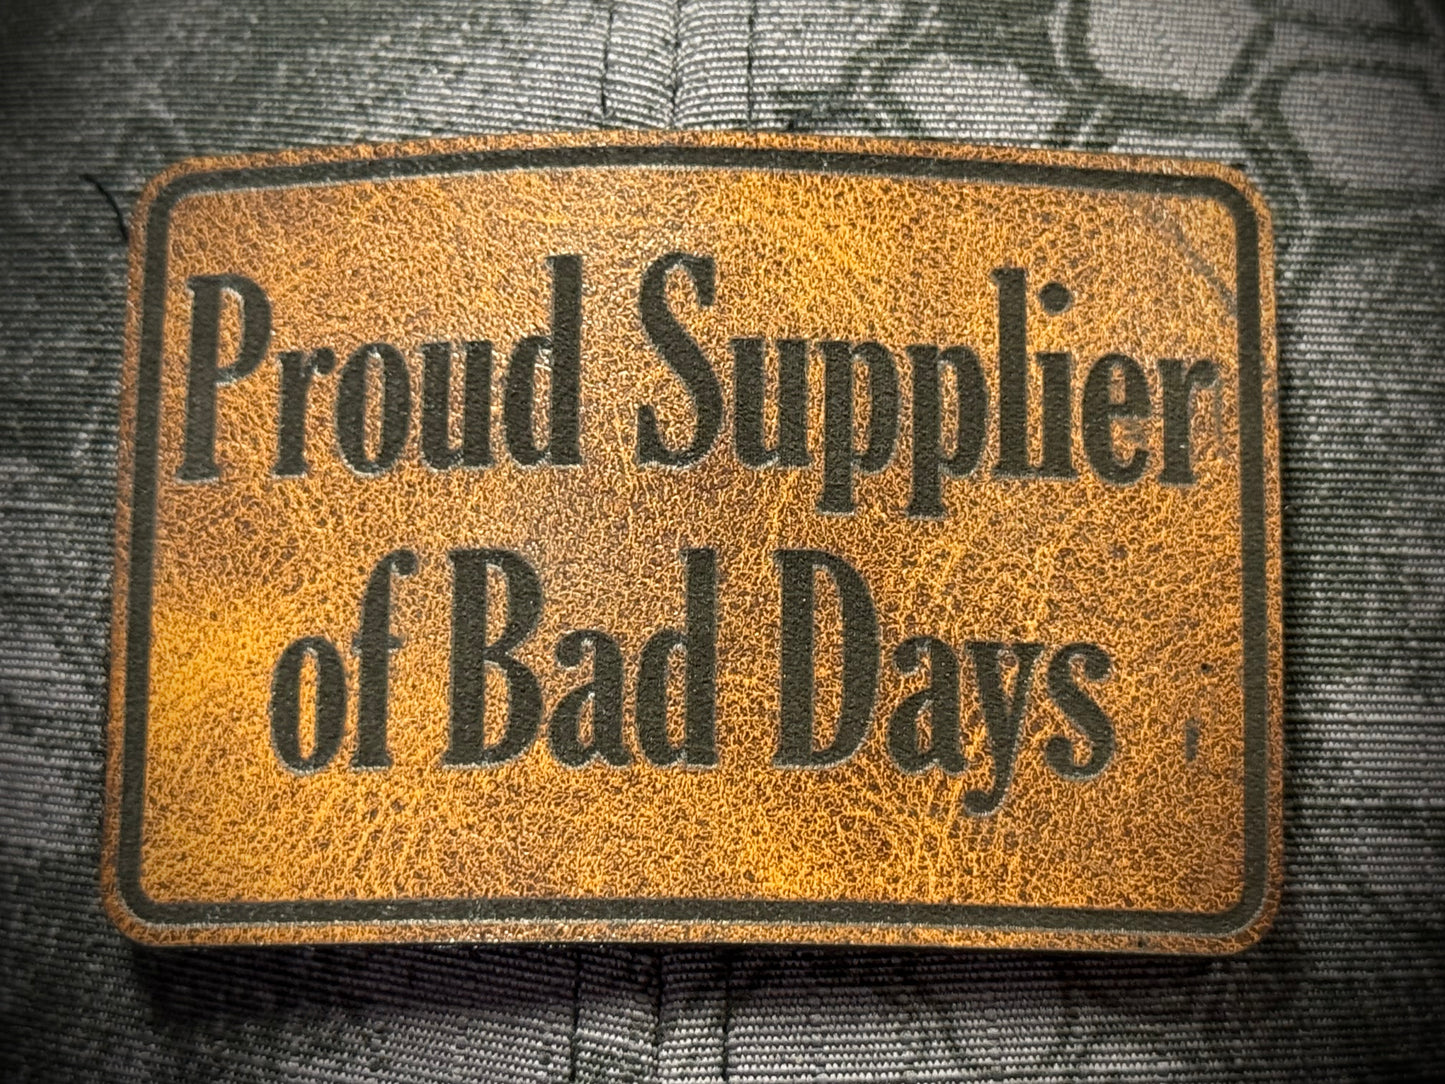 Proud Supplier
of Bad Days